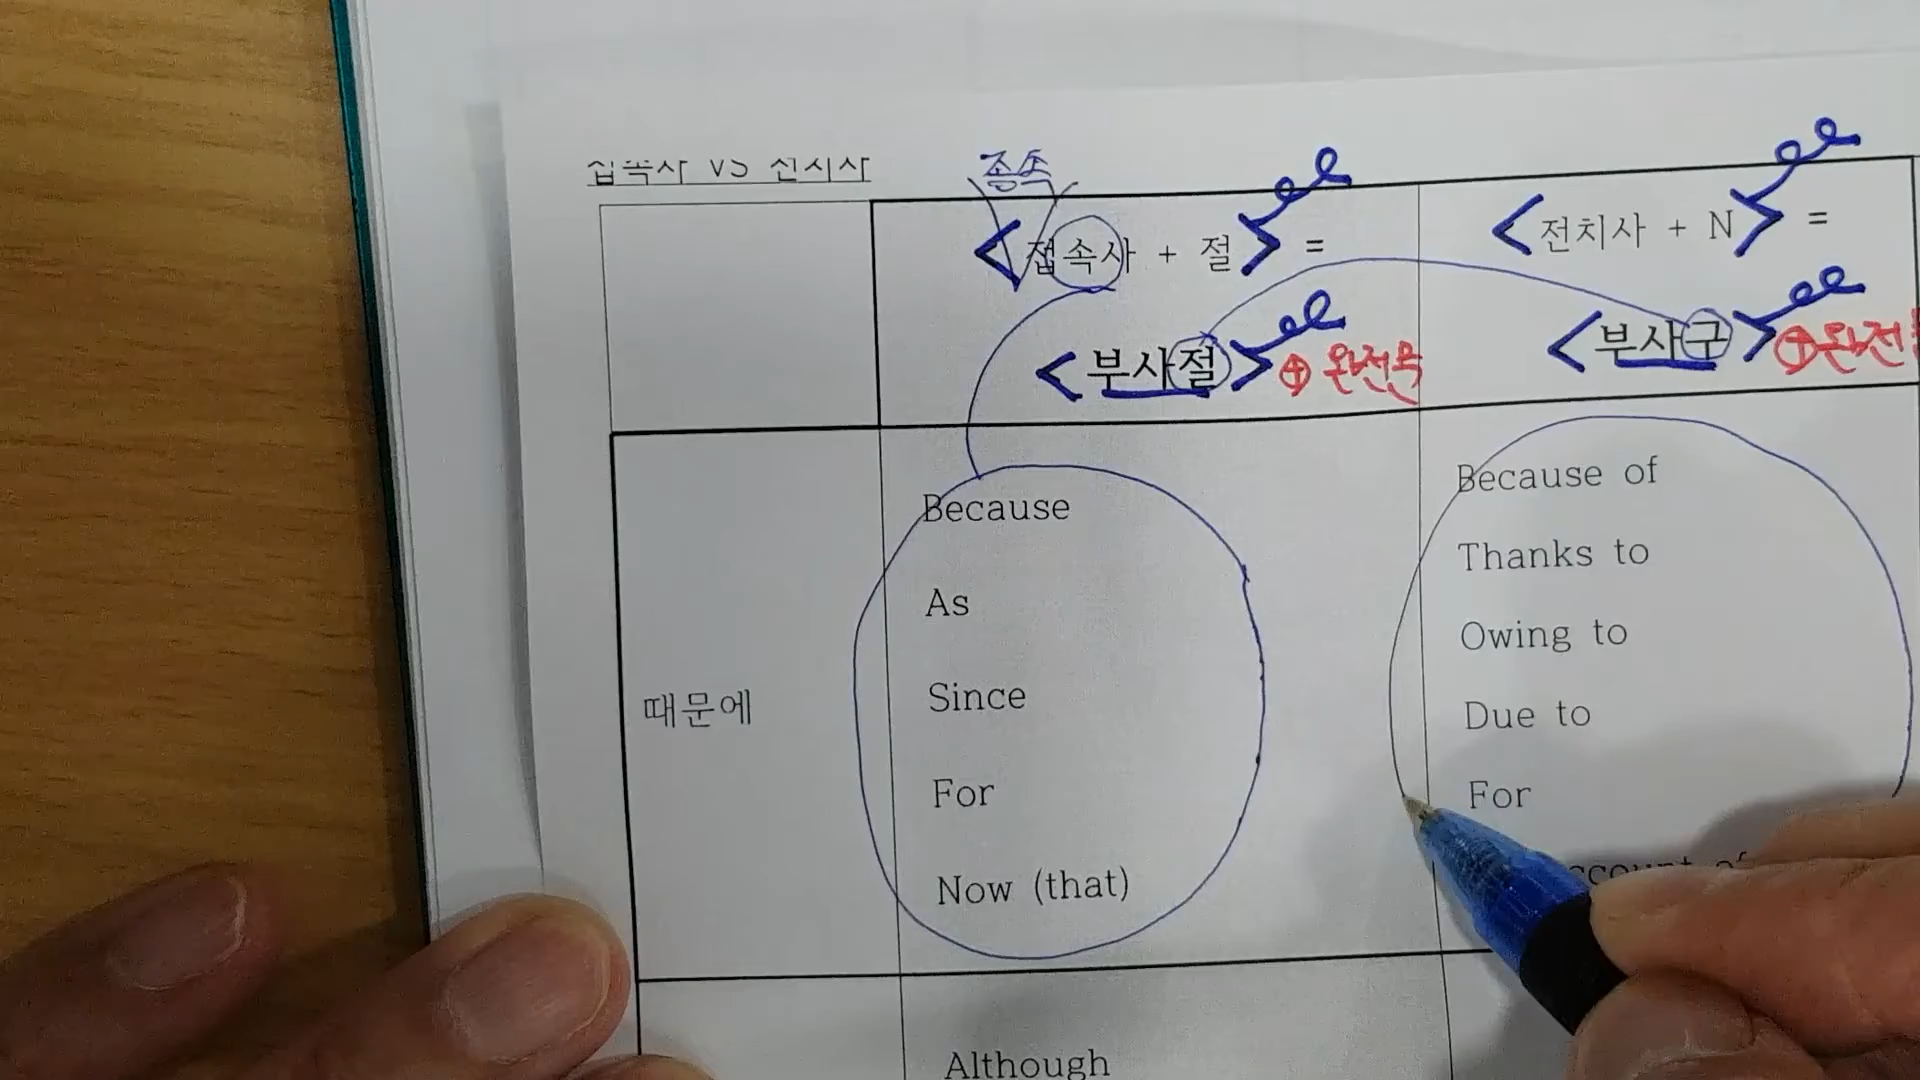 접속사 VS 전치사
종속
<접속사 + 절> =
<전치사 + N> =
<부사절> + 완전
<부사구> + 완전
때문에
Because
As
Since
For
Now (that)
Because of
Thanks to
Owing to
Due to
For
of
Although